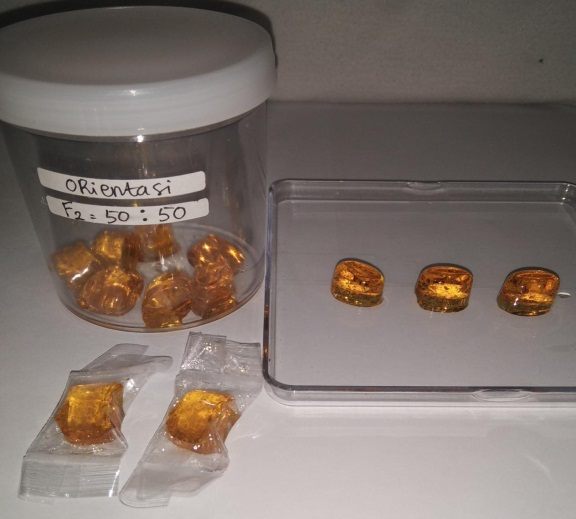 ORientasi
F2 = 50 : 50